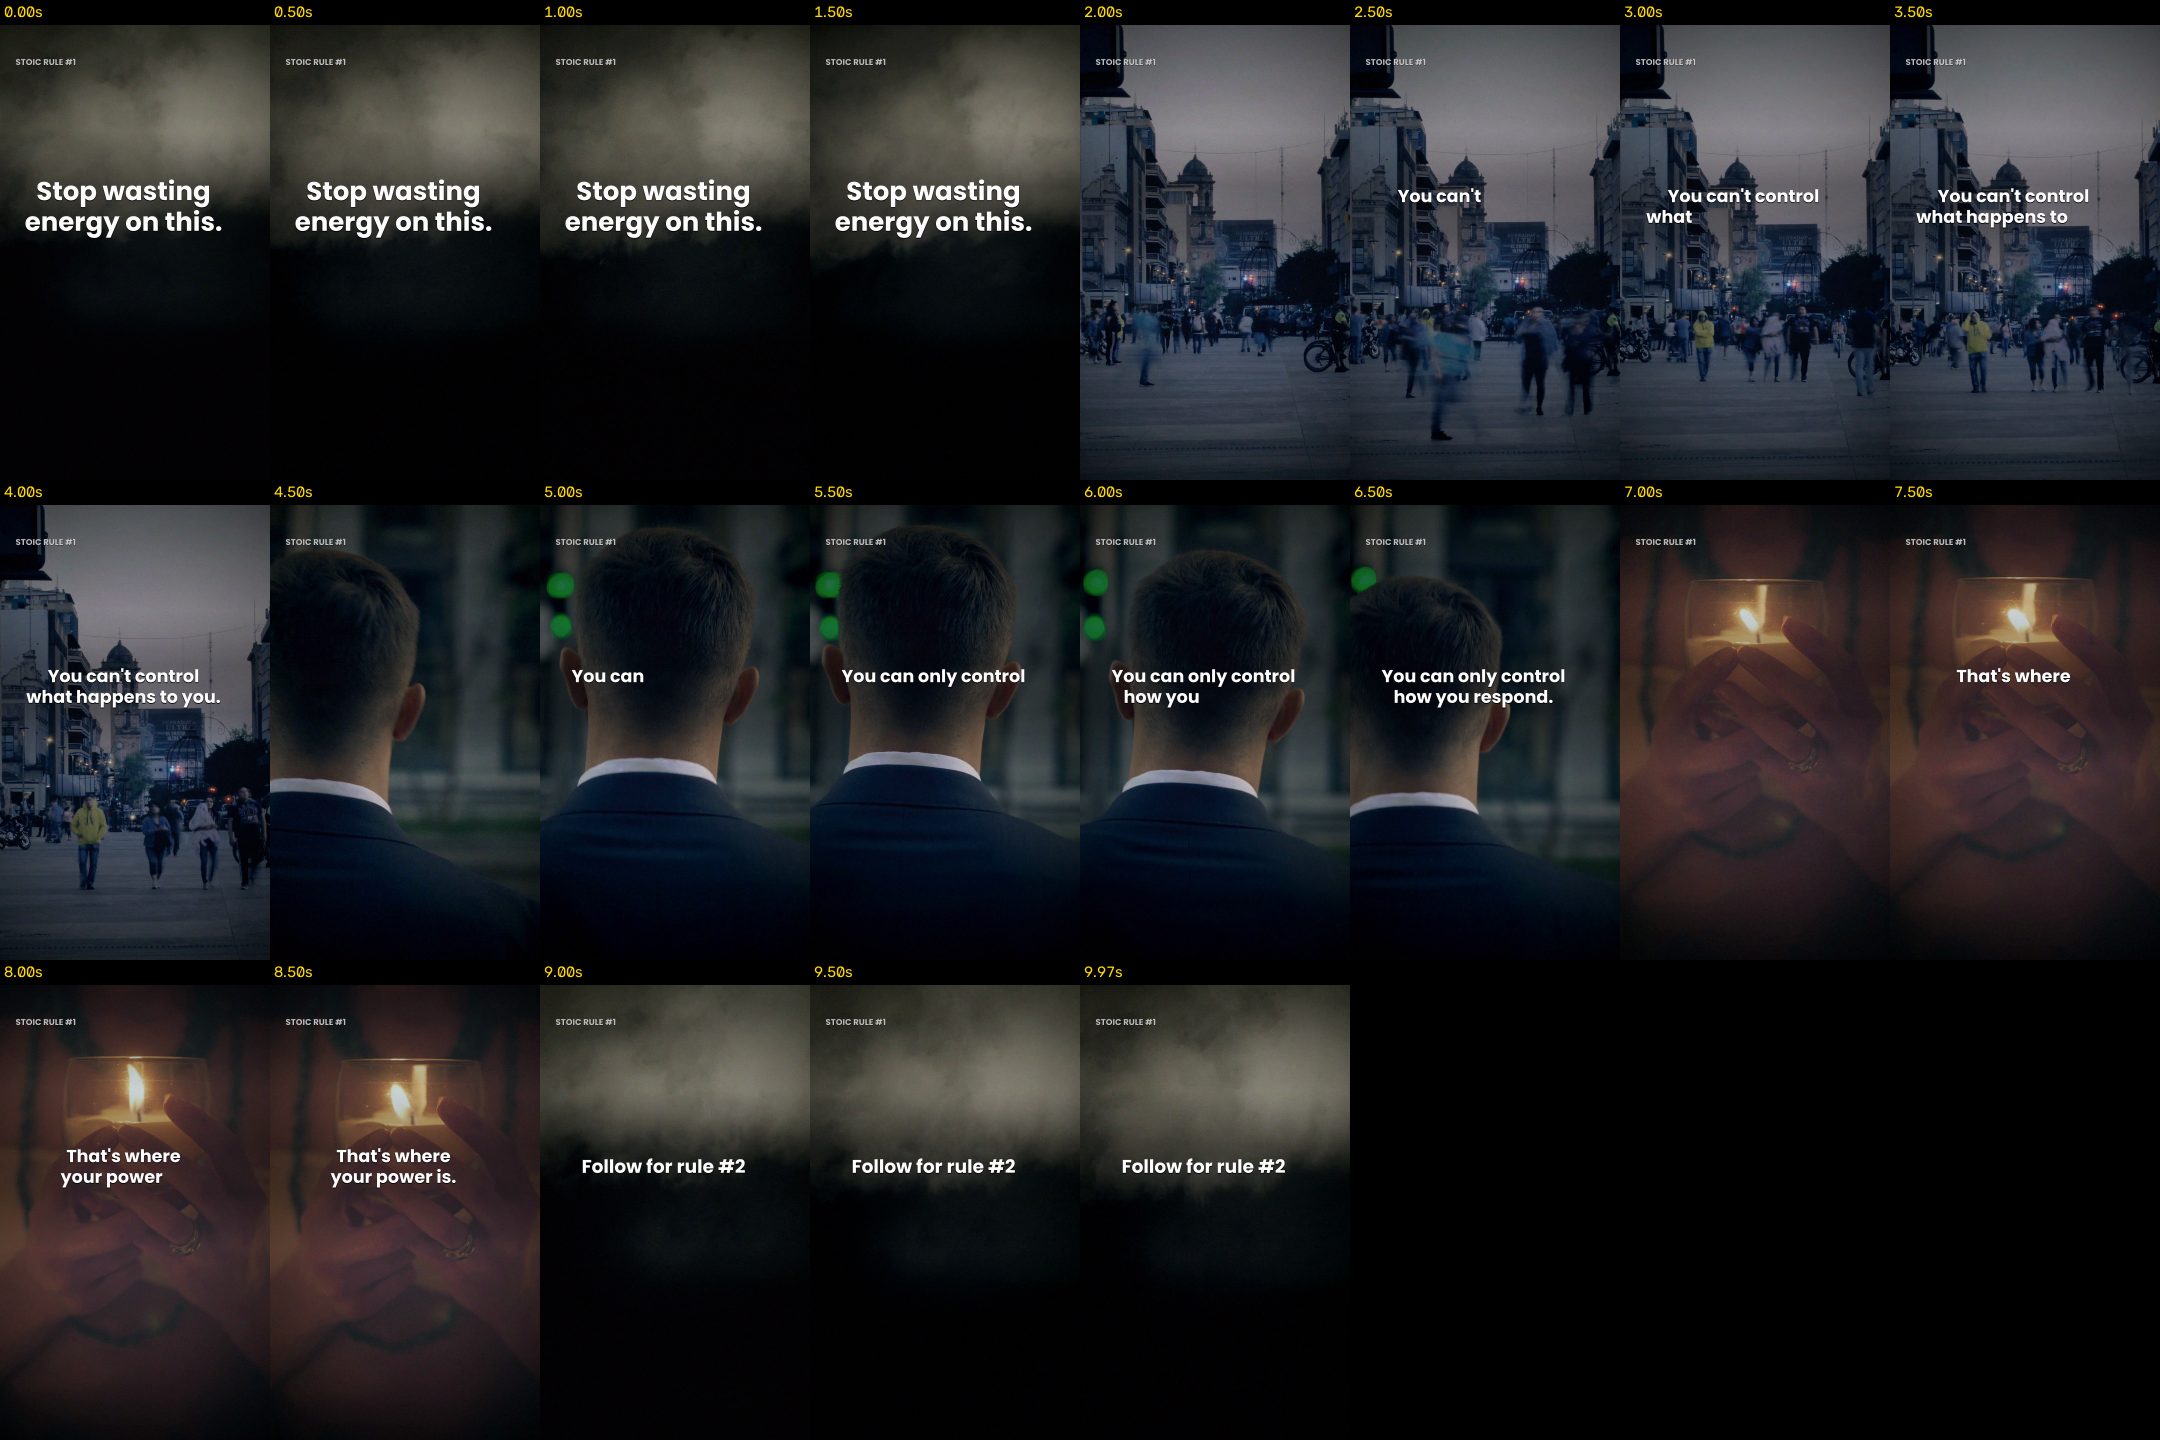 0.00s
0.50s
1.00s
1.50s
2.00s
2.50s
3.00s
3.50s
STOIC RULE #1
STOIC RULE #1
STOIC RULE #1
STOIC RULE #1
STOIC RULE #1
STOIC RULE #1
STOIC RULE #1
STOIC RULE #1
Stop wasting
energy on this.
Stop wasting
energy on this.
Stop wasting
energy on this.
Stop wasting
energy on this.
You can't
You can't control
what
You can't control
what happens to
4.00s
4.50s
5.00s
5.50s
6.00s
6.50s
7.00s
7.50s
STOIC RULE #1
STOIC RULE #1
STOIC RULE #1
STOIC RULE #1
STOIC RULE #1
STOIC RULE #1
STOIC RULE #1
STOIC RULE #1
You can't control
what happens to you.
You can
You can only control
You can only control
how you
You can only control
how you respond.
That's where
8.00s
8.50s
9.00s
9.50s
9.97s
STOIC RULE #1
STOIC RULE #1
STOIC RULE #1
STOIC RULE #1
STOIC RULE #1
That's where
your power
That's where
your power is.
Follow for rule #2
Follow for rule #2
Follow for rule #2